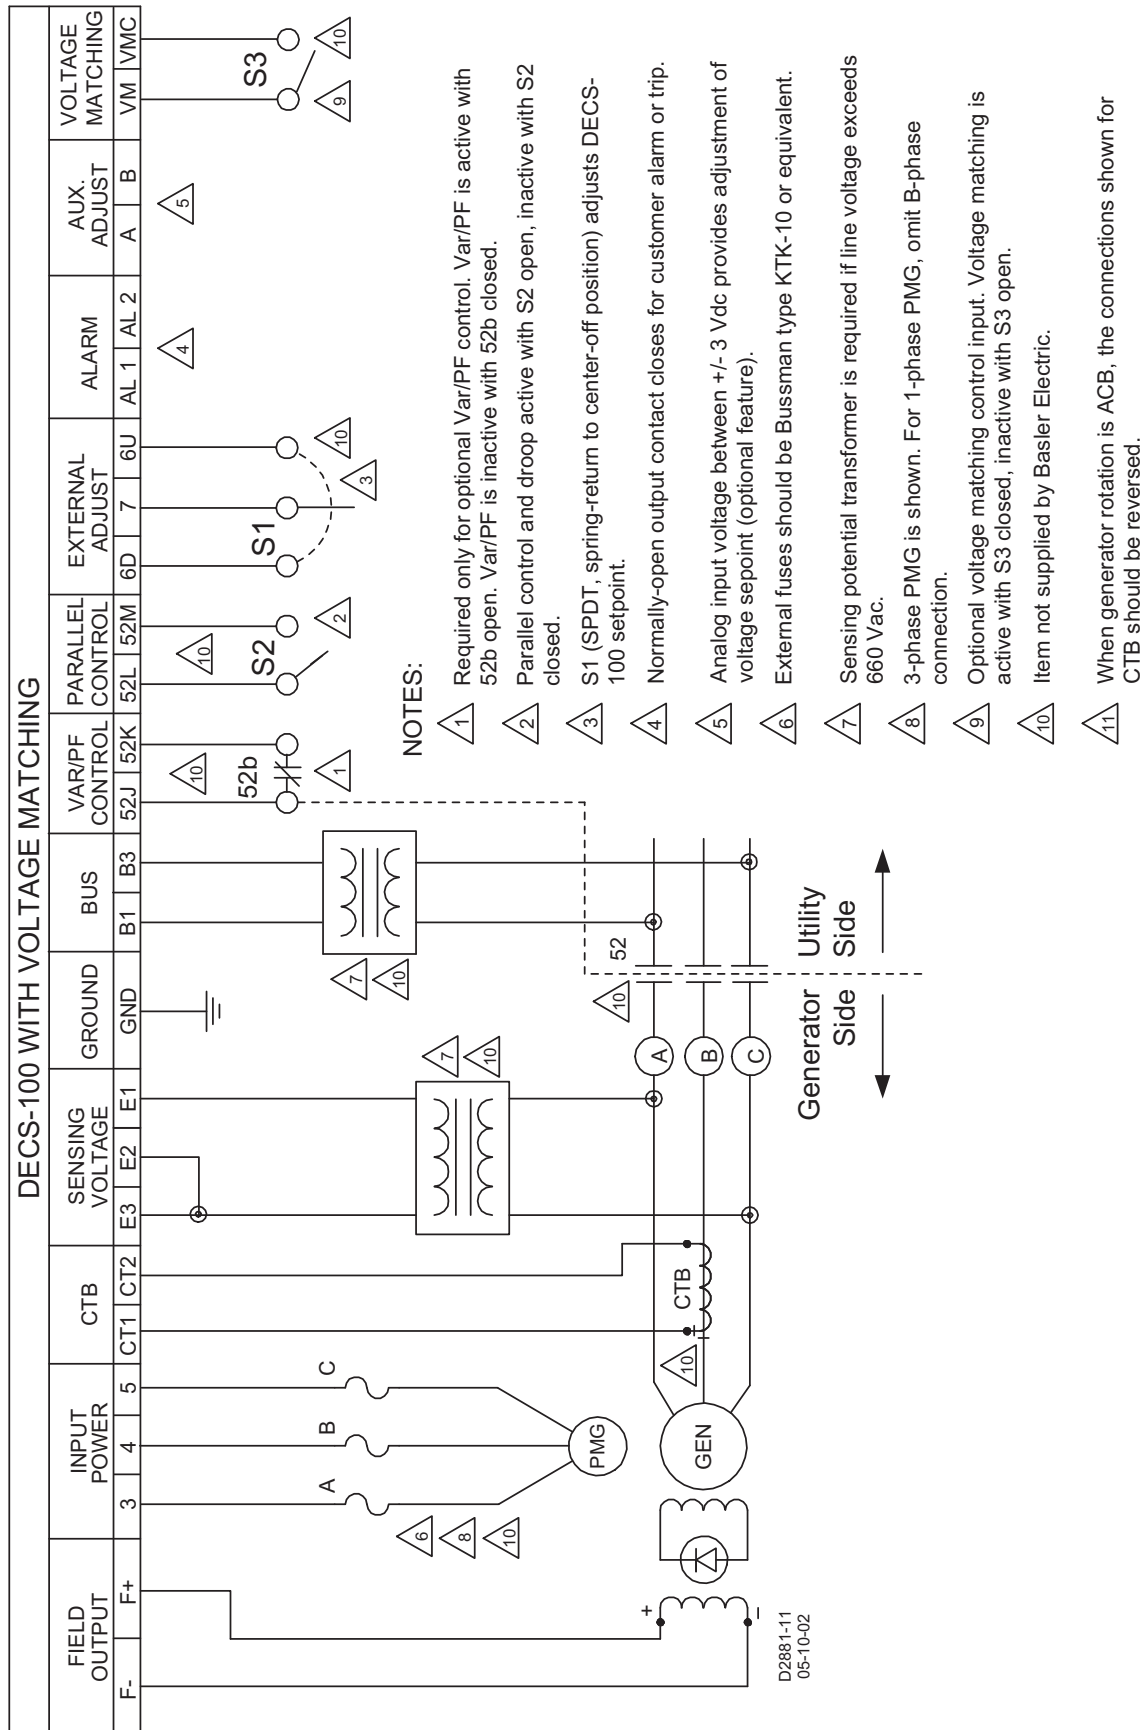 DECS-100 WITH VOLTAGE MATCHING
FIELD
OUTPUT
INPUT
POWER
CTB
SENSING
VOLTAGE
GROUND
BUS
VAR/PF
CONTROL
PARALLEL
CONTROL
EXTERNAL
ADJUST
ALARM
AUX.
ADJUST
VOLTAGE
MATCHING
F- F+ 3 4 5 CT1 CT2 E3 E2 E1 GND B1 B3 52J 52K 52L 52M 6D 7 6U AL 1 AL 2 A B VM VMC
4
5
10
10
52b
1
S2
2
S1
10
3
S3
9
10
A
B
C
6
8
10
7
10
7
10
PMG
10
CTB
GEN
A
B
C
10
52
+
–
Generator
Side
Utility
Side
D2881-11
05-10-02
NOTES:
1 Required only for optional Var/PF control. Var/PF is active with
52b open. Var/PF is inactive with 52b closed.
2 Parallel control and droop active with S2 open, inactive with S2
closed.
3 S1 (SPDT, spring-return to center-off position) adjusts DECS-
100 setpoint.
4 Normally-open output contact closes for customer alarm or trip.
5 Analog input voltage between +/- 3 Vdc provides adjustment of
voltage sepoint (optional feature).
6 External fuses should be Bussman type KTK-10 or equivalent.
7 Sensing potential transformer is required if line voltage exceeds
660 Vac.
8 3-phase PMG is shown. For 1-phase PMG, omit B-phase
connection.
9 Optional voltage matching control input. Voltage matching is
active with S3 closed, inactive with S3 open.
10 Item not supplied by Basler Electric.
11 When generator rotation is ACB, the connections shown for
CTB should be reversed.